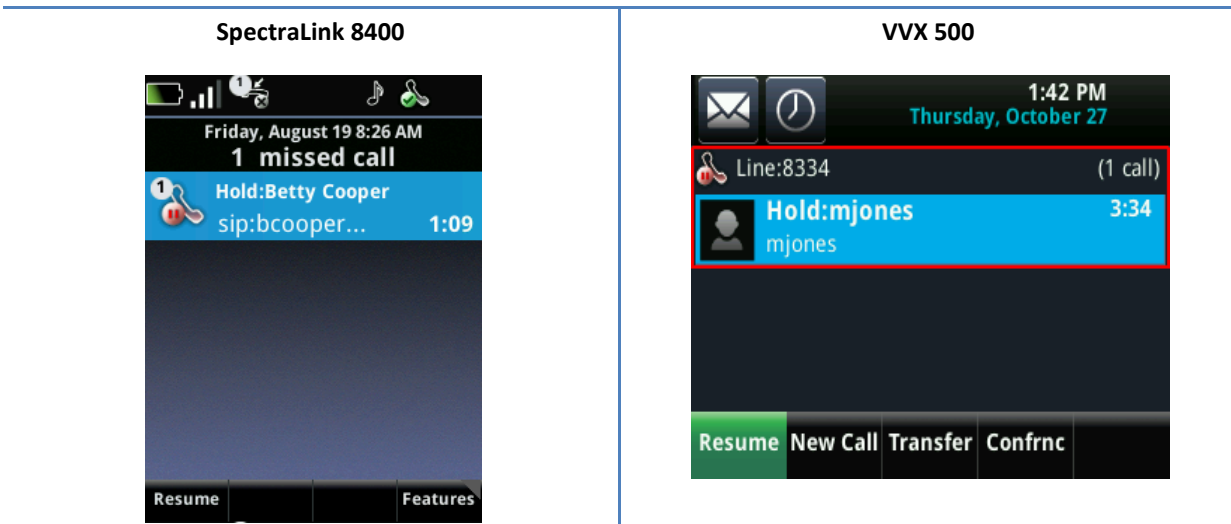 SpectraLink 8400
1
Friday, August 19 8:26 AM
1 missed call
1
Hold:Betty Cooper
sip:bcooper... 1:09
Resume Features
VVX 500
1:42 PM
Thursday, October 27
Line:8334 (1 call)
Hold:mjones 3:34
mjones
Resume New Call Transfer Confrnc